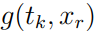 g(t_k, x_r)